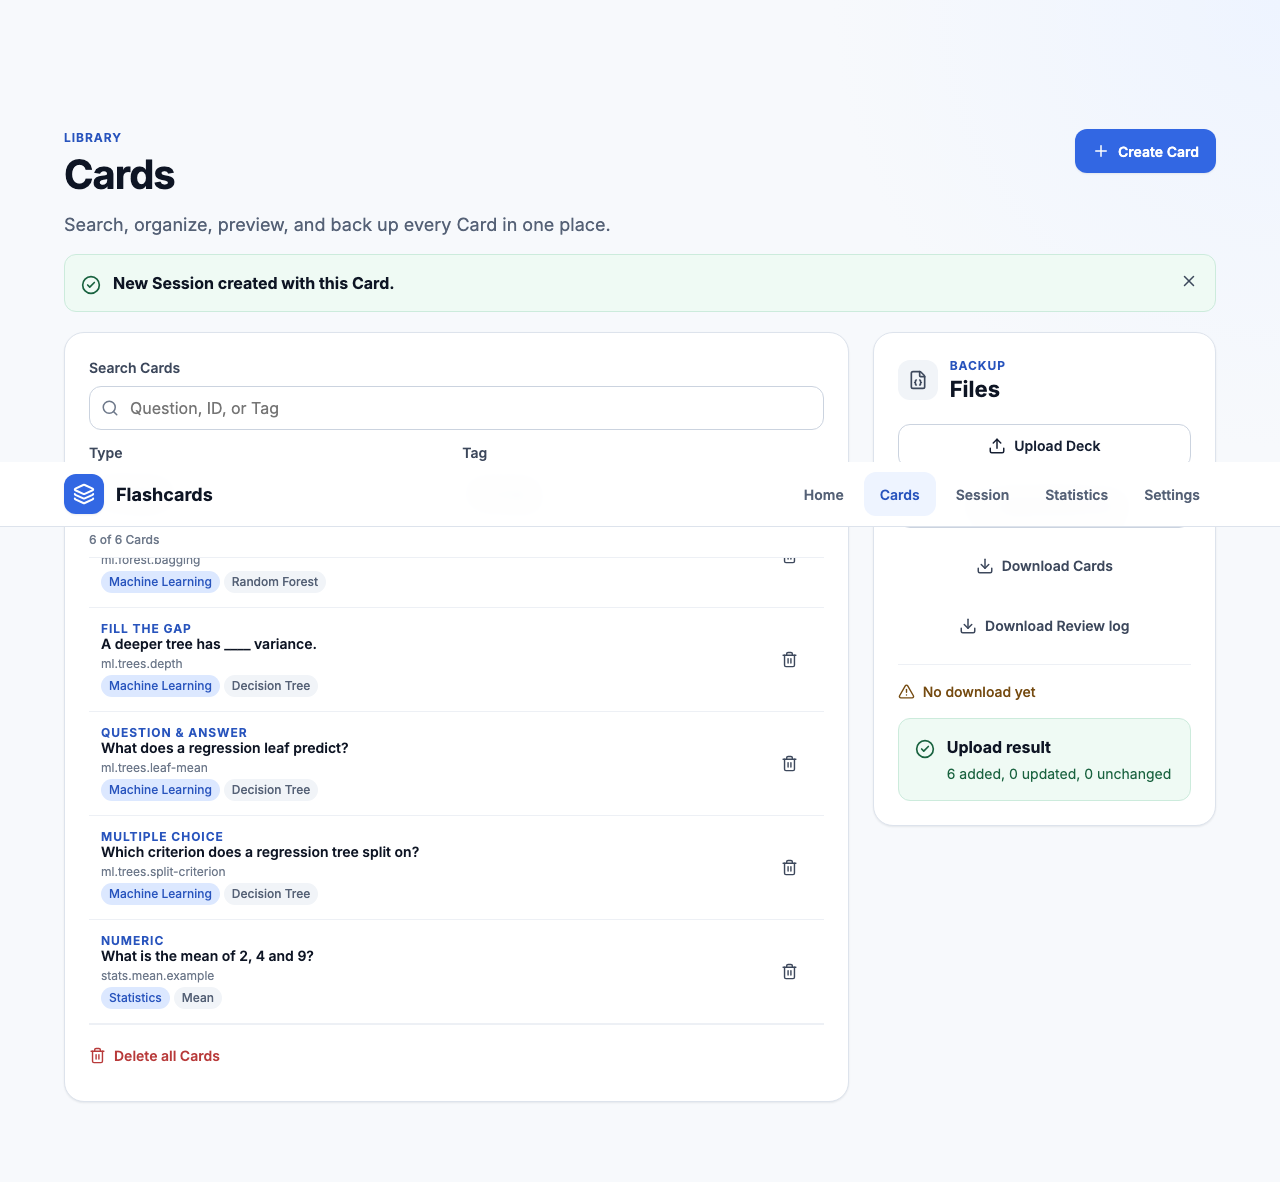 LIBRARY
Cards
Create Card
Search, organize, preview, and back up every Card in one place.
New Session created with this Card.
Search Cards
Question, ID, or Tag
Type
Tag
BACKUP
Files
Upload Deck
Flashcards
Home
Cards
Session
Statistics
Settings
6 of 6 Cards
ml.forest.bagging
Machine Learning
Random Forest
FILL THE GAP
A deeper tree has ____ variance.
ml.trees.depth
Machine Learning
Decision Tree
QUESTION & ANSWER
What does a regression leaf predict?
ml.trees.leaf-mean
Machine Learning
Decision Tree
MULTIPLE CHOICE
Which criterion does a regression tree split on?
ml.trees.split-criterion
Machine Learning
Decision Tree
NUMERIC
What is the mean of 2, 4 and 9?
stats.mean.example
Statistics
Mean
Delete all Cards
Download Cards
Download Review log
No download yet
Upload result
6 added, 0 updated, 0 unchanged